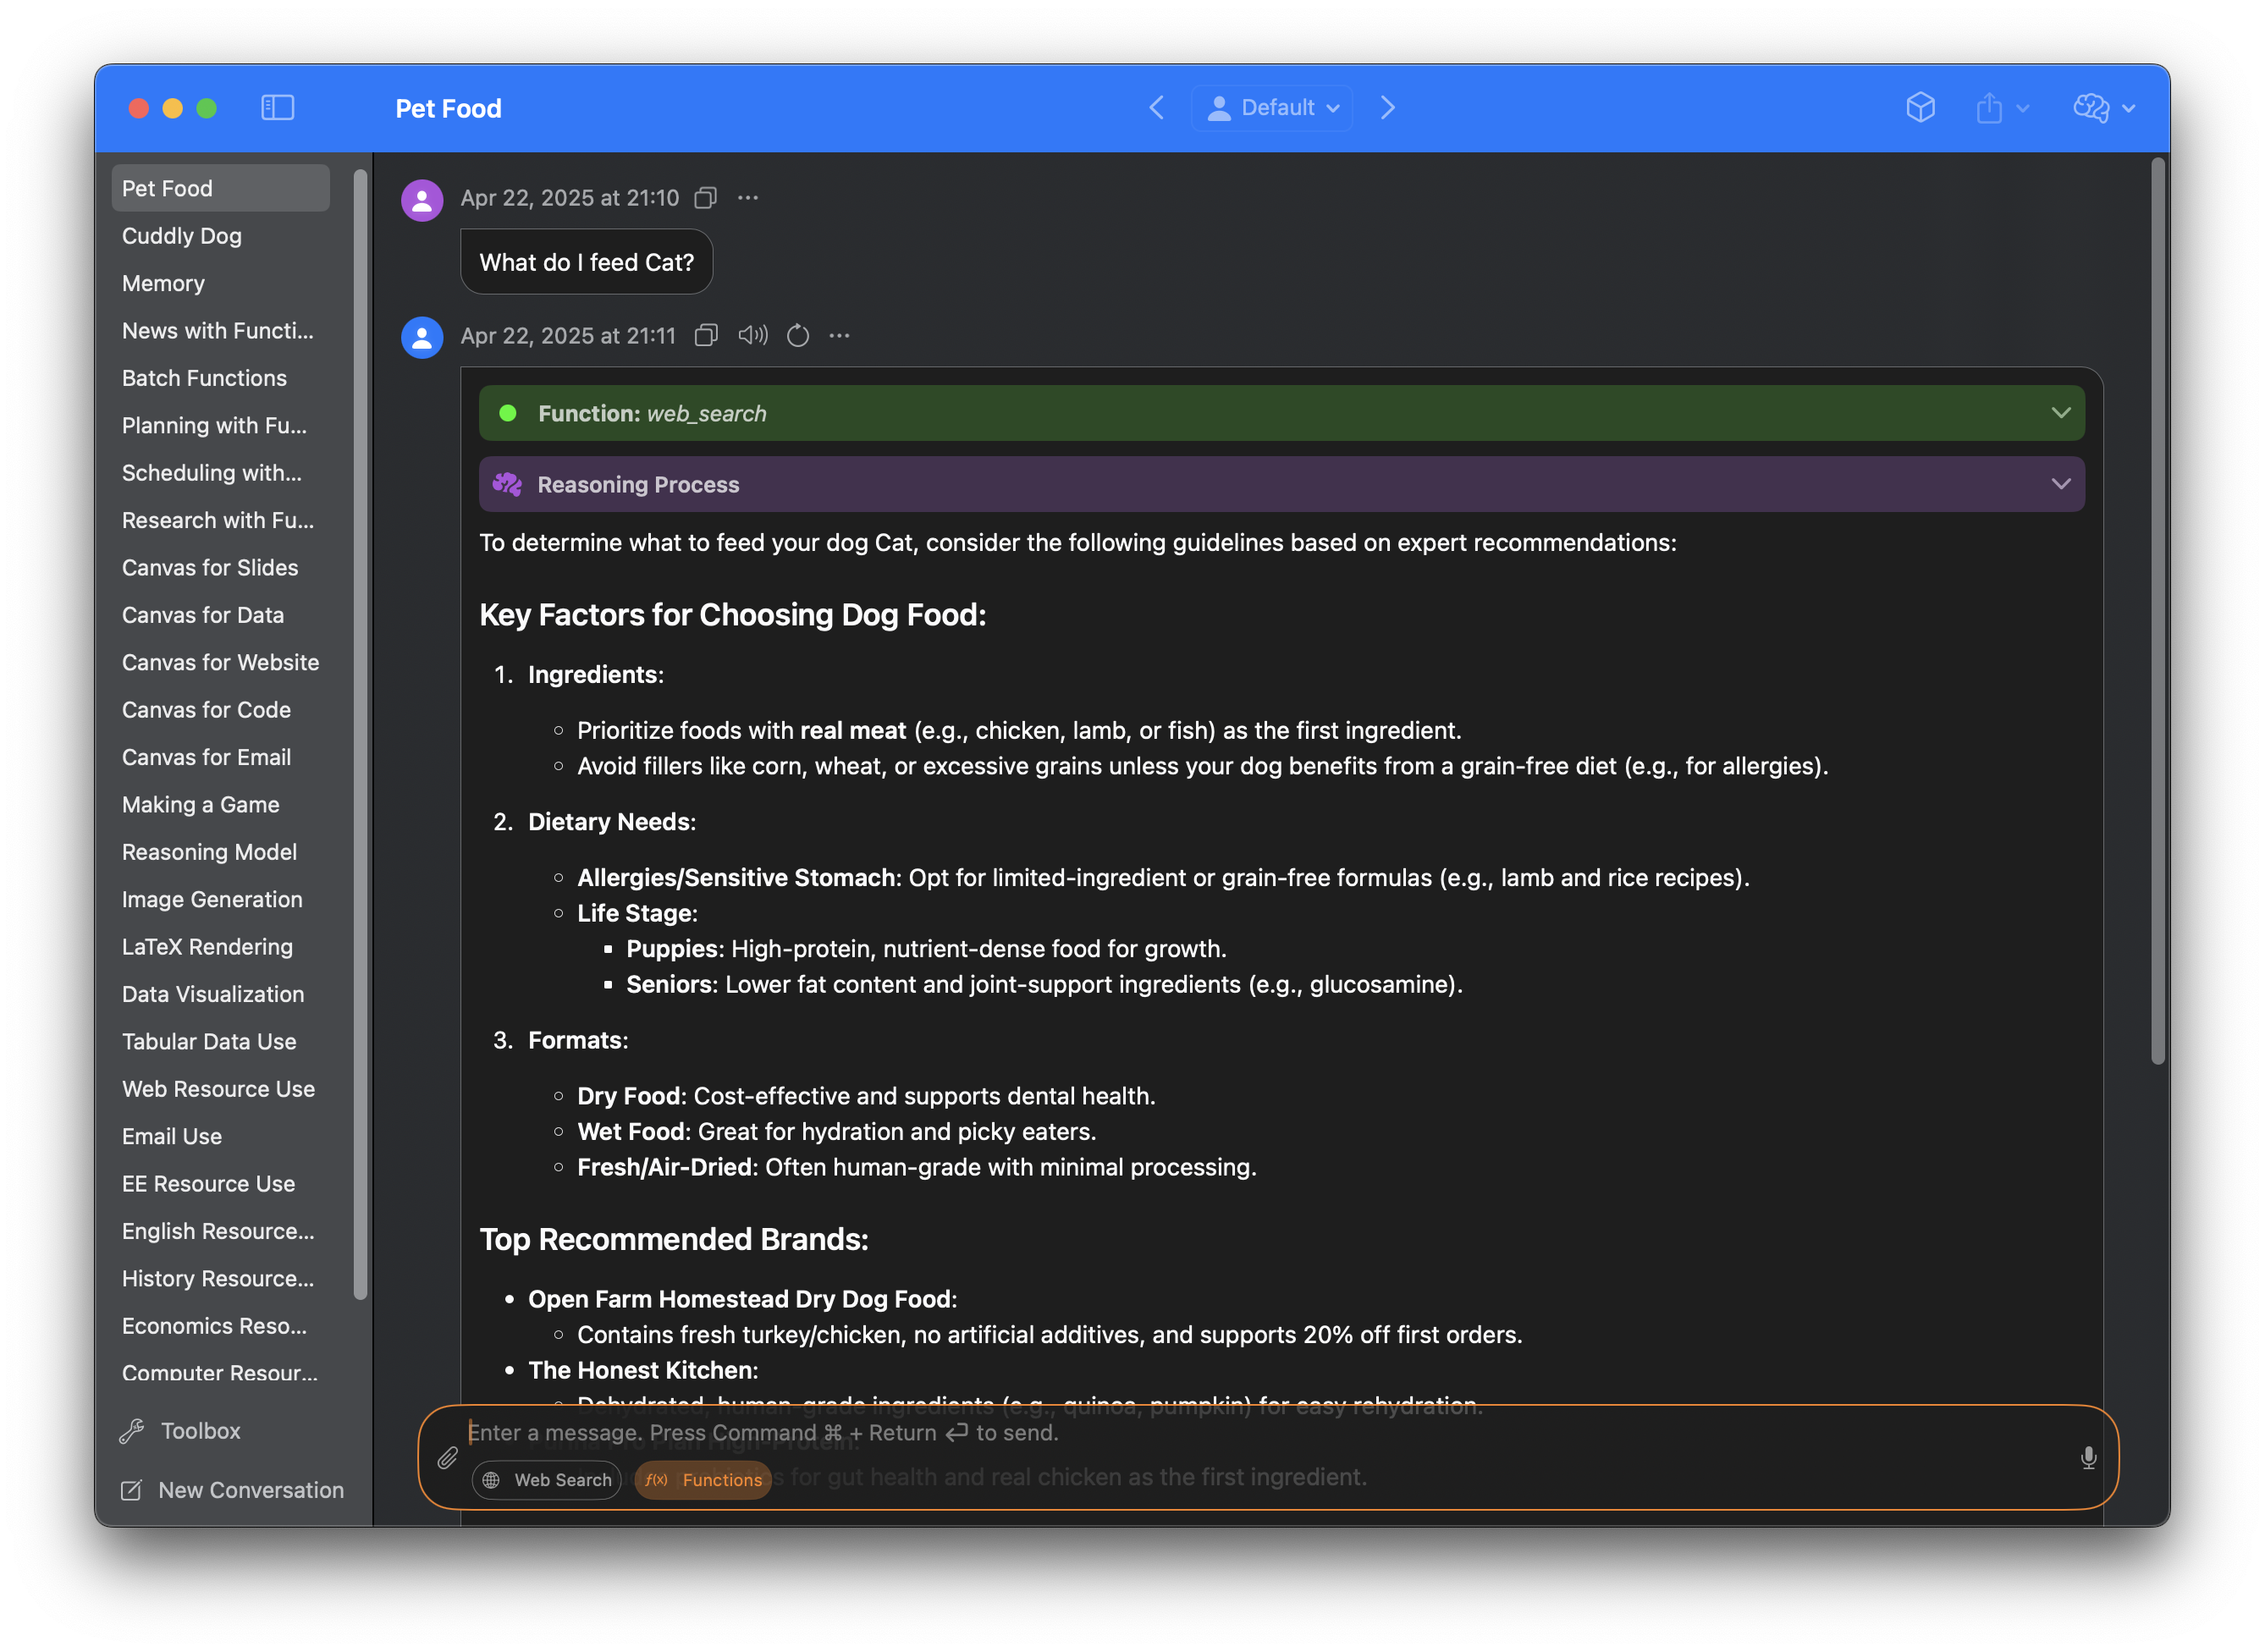 Pet Food
Default
Pet Food
Cuddly Dog
Memory
News with Functi...
Batch Functions
Planning with Fu...
Scheduling with...
Research with Fu...
Canvas for Slides
Canvas for Data
Canvas for Website
Canvas for Code
Canvas for Email
Making a Game
Reasoning Model
Image Generation
LaTeX Rendering
Data Visualization
Tabular Data Use
Web Resource Use
Email Use
EE Resource Use
English Resource...
History Resource...
Economics Reso...
Computer Resour...
Toolbox
New Conversation
Apr 22, 2025 at 21:10
What do I feed Cat?
Apr 22, 2025 at 21:11
Function: web_search
Reasoning Process
To determine what to feed your dog Cat, consider the following guidelines based on expert recommendations:
Key Factors for Choosing Dog Food:
1. Ingredients:
Prioritize foods with real meat (e.g., chicken, lamb, or fish) as the first ingredient.
Avoid fillers like corn, wheat, or excessive grains unless your dog benefits from a grain-free diet (e.g., for allergies).
2. Dietary Needs:
Allergies/Sensitive Stomach: Opt for limited-ingredient or grain-free formulas (e.g., lamb and rice recipes).
Life Stage:
Puppies: High-protein, nutrient-dense food for growth.
Seniors: Lower fat content and joint-support ingredients (e.g., glucosamine).
3. Formats:
Dry Food: Cost-effective and supports dental health.
Wet Food: Great for hydration and picky eaters.
Fresh/Air-Dried: Often human-grade with minimal processing.
Top Recommended Brands:
Open Farm Homestead Dry Dog Food:
Contains fresh turkey/chicken, no artificial additives, and supports 20% off first orders.
The Honest Kitchen:
Dehydrated, human-grade ingredients (e.g., quinoa, pumpkin) for easy rehydration.
Enter a message. Press Command ⌘ + Return ↩ to send.
Pro Plan High-Protein:
for gut health and real chicken as the first ingredient.
Web Search
f(x) Functions